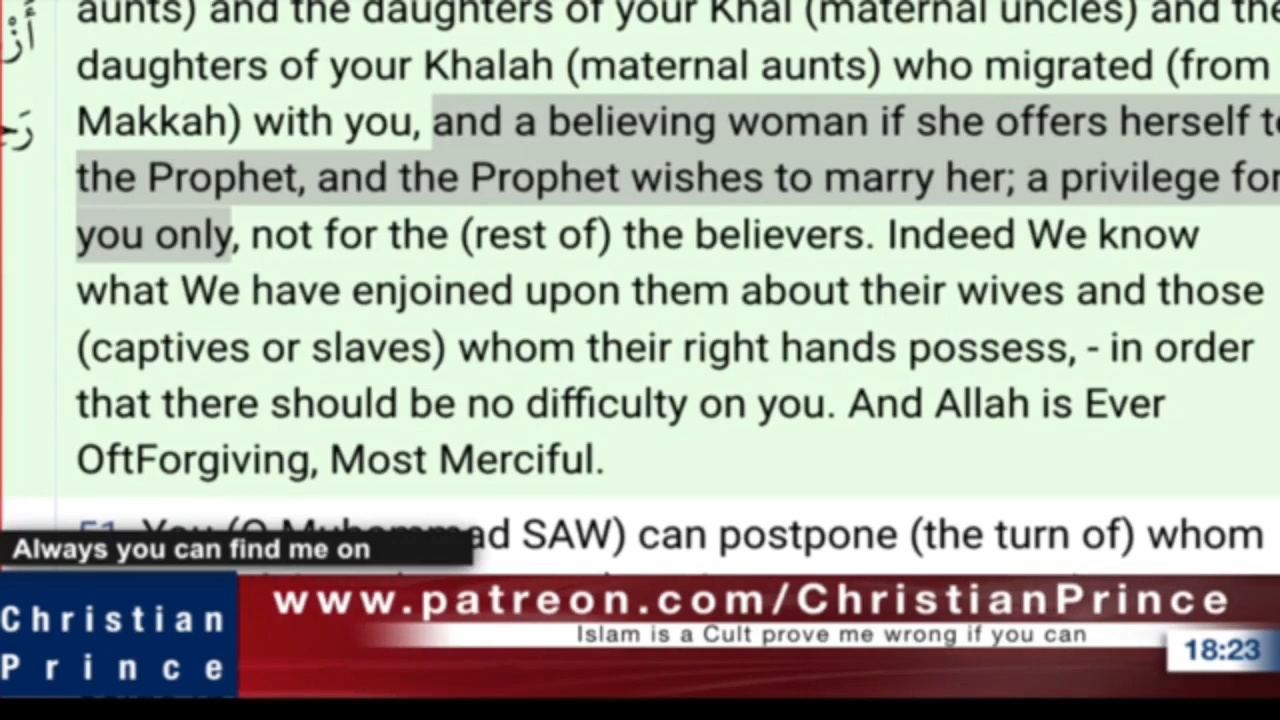 aunts) and the daughters of your Khal (maternal uncles) and the
daughters of your Khalah (maternal aunts) who migrated (from
Makkah) with you, and a believing woman if she offers herself to
the Prophet, and the Prophet wishes to marry her; a privilege for
you only, not for the (rest of) the believers. Indeed We know
what We have enjoined upon them about their wives and those
(captives or slaves) whom their right hands possess, - in order
that there should be no difficulty on you. And Allah is Ever
OftForgiving, Most Merciful.
51. You (O Muhammad SAW) can postpone (the turn of) whom
Always you can find me on
www.patreon.com/ChristianPrince
Islam is a Cult prove me wrong if you can
Christian
Prince
18:23